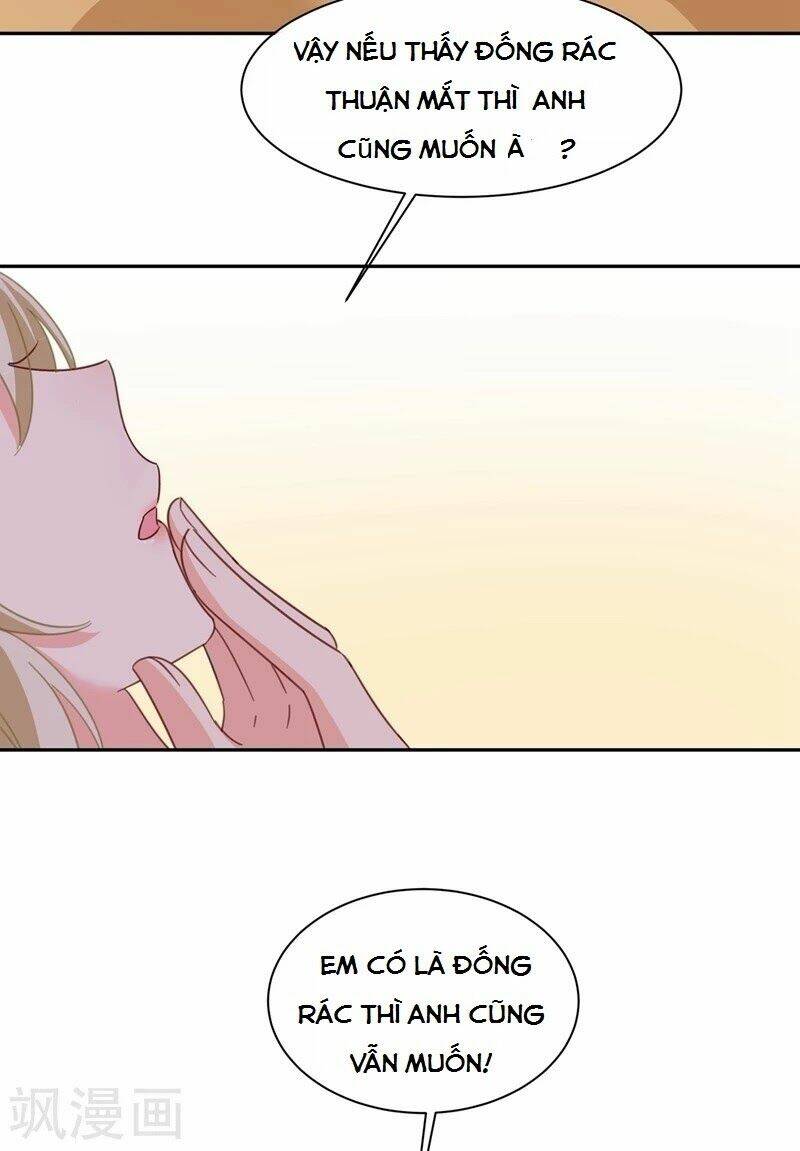 VẬY NẾU THẤY ĐỐNG RÁC
THUẬN MẮT THÌ ANH
CŨNG MUỐN À ?
EM CÓ LÀ ĐỐNG
RÁC THÌ ANH CŨNG
VẪN MUỐN!
飒漫画